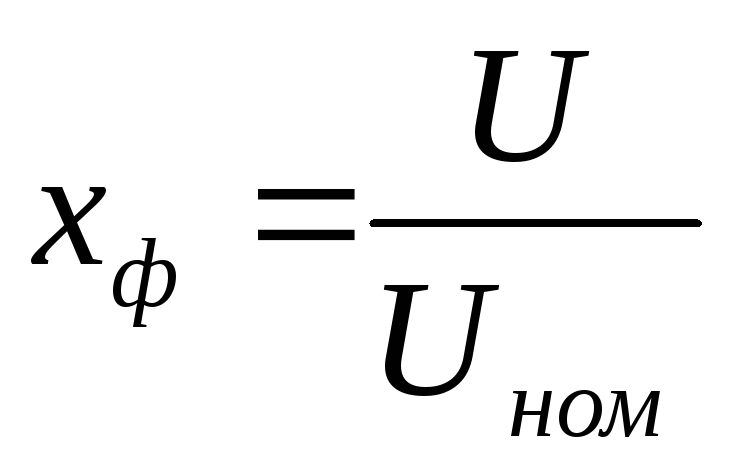 xф = U
Uном